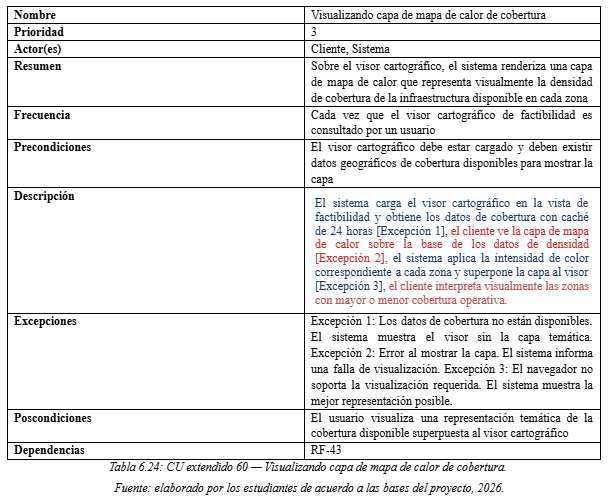 Nombre
Visualizando capa de mapa de calor de cobertura
Prioridad
3
Actor(es)
Cliente, Sistema
Resumen
Sobre el visor cartográfico, el sistema renderiza una capa
de mapa de calor que representa visualmente la densidad
de cobertura de la infraestructura disponible en cada zona
Frecuencia
Cada vez que el visor cartográfico de factibilidad es
consultado por un usuario
Precondiciones
El visor cartográfico debe estar cargado y deben existir
datos geográficos de cobertura disponibles para mostrar la
capa
Descripción
El sistema carga el visor cartográfico en la vista de
factibilidad y obtiene los datos de cobertura con caché
de 24 horas [Excepción 1], el cliente ve la capa de mapa
de calor sobre la base de los datos de densidad
[Excepción 2], el sistema aplica la intensidad de color
correspondiente a cada zona y superpone la capa al visor
[Excepción 3], el cliente interpreta visualmente las zonas
con mayor o menor cobertura operativa.
Excepciones
Excepción 1: Los datos de cobertura no están disponibles.
El sistema muestra el visor sin la capa temática.
Excepción 2: Error al mostrar la capa. El sistema informa
una falla de visualización. Excepción 3: El navegador no
soporta la visualización requerida. El sistema muestra la
mejor representación posible.
Poscondiciones
El usuario visualiza una representación temática de la
cobertura disponible superpuesta al visor cartográfico
Dependencias
RF-43
Tabla 6.24: CU extendido 60 — Visualizando capa de mapa de calor de cobertura.
Fuente: elaborado por los estudiantes de acuerdo a las bases del proyecto, 2026.